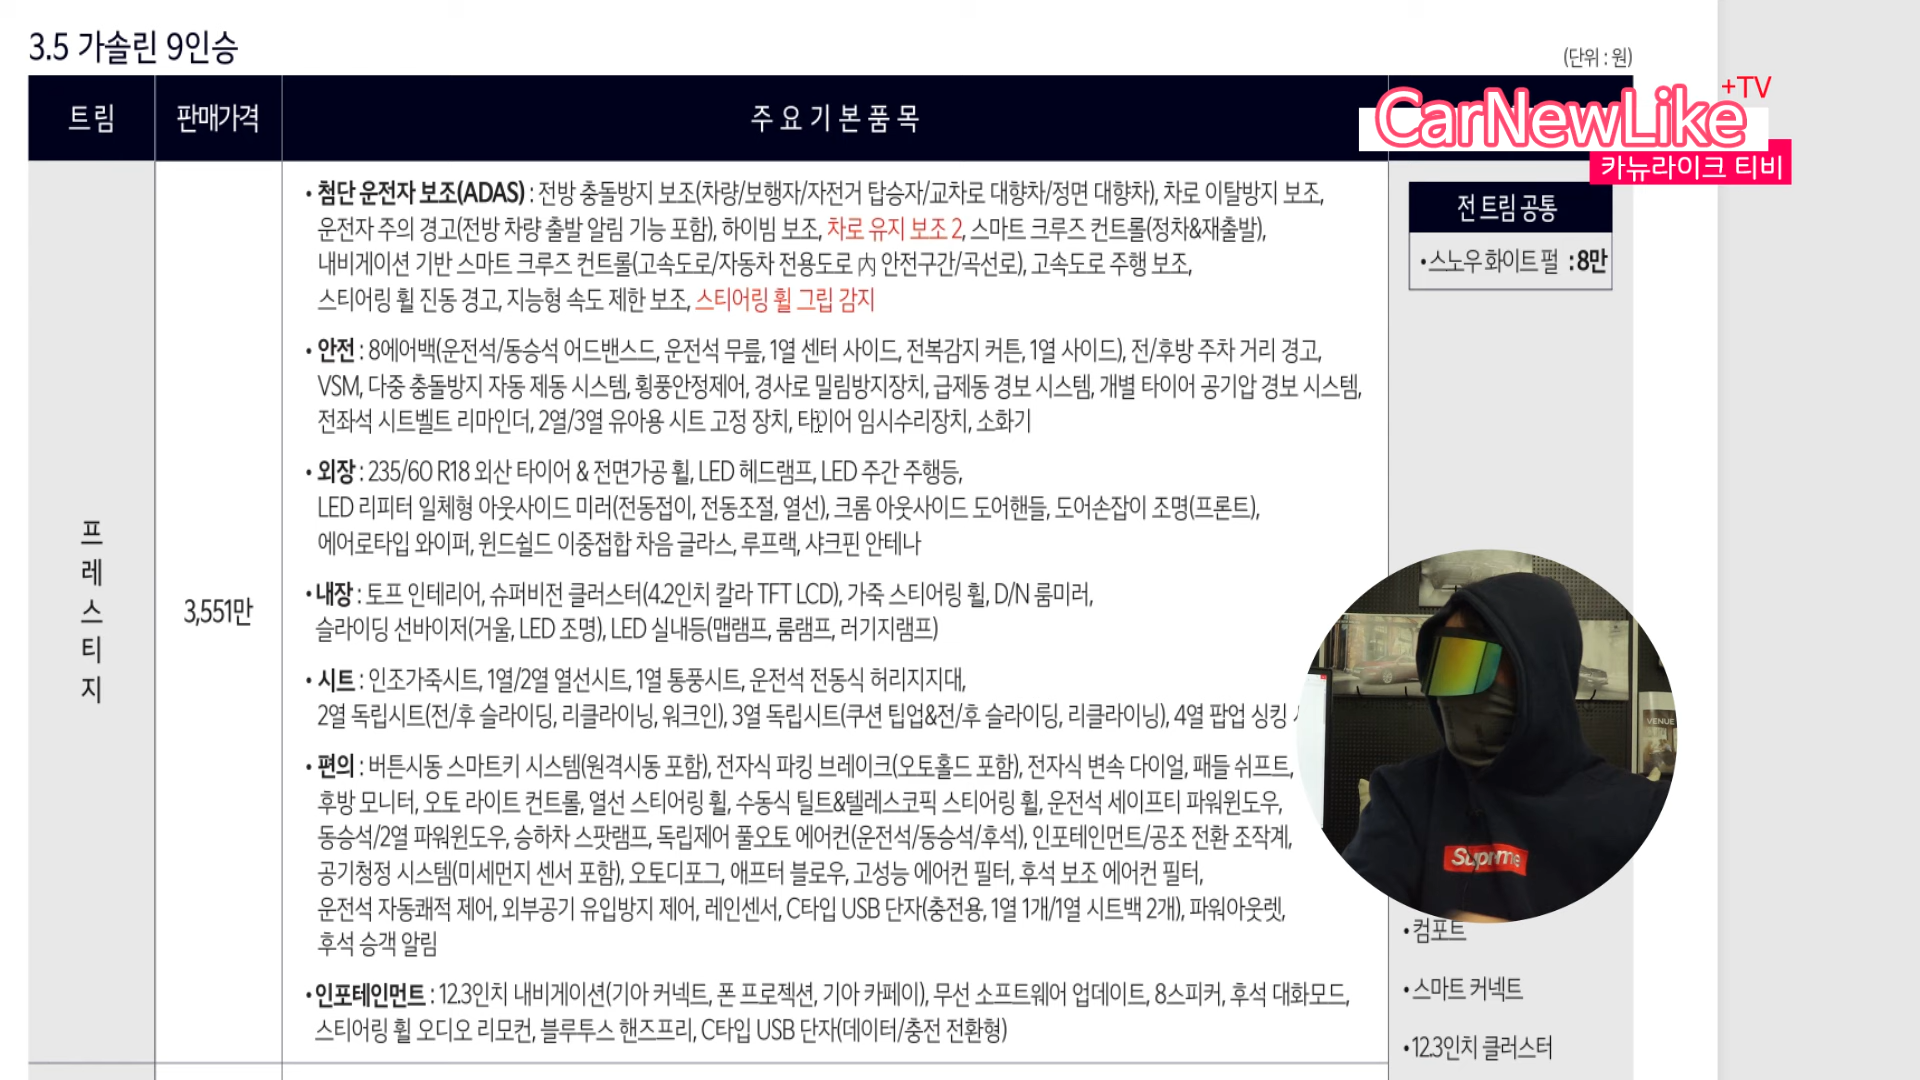 3.5 가솔린 9인승
(단위 : 원)
트림
판매가격
주요기본품목
CarNewLike
+TV
카뉴라이크 티비
프레스티지
3,551만
• 첨단 운전자 보조(ADAS) : 전방 충돌방지 보조(차량/보행자/자전거 탑승자/교차로 대향차/정면 대향차), 차로 이탈방지 보조,
운전자 주의 경고(전방 차량 출발 알림 기능 포함), 하이빔 보조, 차로 유지 보조 2, 스마트 크루즈 컨트롤(정차&재출발),
내비게이션 기반 스마트 크루즈 컨트롤(고속도로/자동차 전용도로 內 안전구간/곡선로), 고속도로 주행 보조,
스티어링 휠 진동 경고, 지능형 속도 제한 보조, 스티어링 휠 그립 감지
• 안전 : 8에어백(운전석/동승석 어드밴스드, 운전석 무릎, 1열 센터 사이드, 전복감지 커튼, 1열 사이드), 전/후방 주차 거리 경고,
VSM, 다중 충돌방지 자동 제동 시스템, 횡풍안정제어, 경사로 밀림방지장치, 급제동 경보 시스템, 개별 타이어 공기압 경보 시스템,
전좌석 시트벨트 리마인더, 2열/3열 유아용 시트 고정 장치, 타이어 임시수리장치, 소화기
• 외장 : 235/60 R18 외산 타이어 & 전면가공 휠, LED 헤드램프, LED 주간 주행등,
LED 리피터 일체형 아웃사이드 미러(전동접이, 전동조절, 열선), 크롬 아웃사이드 도어핸들, 도어손잡이 조명(프론트),
에어로타입 와이퍼, 윈드쉴드 이중접합 차음 글라스, 루프랙, 샤크핀 안테나
• 내장 : 토프 인테리어, 슈퍼비전 클러스터(4.2인치 칼라 TFT LCD), 가죽 스티어링 휠, D/N 룸미러,
슬라이딩 선바이저(거울, LED 조명), LED 실내등(맵램프, 룸램프, 러기지램프)
• 시트 : 인조가죽시트, 1열/2열 열선시트, 1열 통풍시트, 운전석 전동식 허리지지대,
2열 독립시트(전/후 슬라이딩, 리클라이닝, 워크인), 3열 독립시트(쿠션 팁업&전/후 슬라이딩, 리클라이닝), 4열 팝업 싱킹
• 편의 : 버튼시동 스마트키 시스템(원격시동 포함), 전자식 파킹 브레이크(오토홀드 포함), 전자식 변속 다이얼, 패들 쉬프트,
후방 모니터, 오토 라이트 컨트롤, 열선 스티어링 휠, 수동식 틸트&텔레스코픽 스티어링 휠, 운전석 세이프티 파워윈도우,
동승석/2열 파워윈도우, 승하차 스팟램프, 독립제어 풀오토 에어컨(운전석/동승석/후석), 인포테인먼트/공조 전환 조작계,
공기청정 시스템(미세먼지 센서 포함), 오토디포그, 애프터 블로우, 고성능 에어컨 필터, 후석 보조 에어컨 필터,
운전석 자동쾌적 제어, 외부공기 유입방지 제어, 레인센서, C타입 USB 단자(충전용, 1열 1개/1열 시트백 2개), 파워아웃렛,
후석 승객 알림
• 인포테인먼트 : 12.3인치 내비게이션(기아 커넥트, 폰 프로젝션, 기아 카페이), 무선 소프트웨어 업데이트, 8스피커, 후석 대화모드,
스티어링 휠 오디오 리모컨, 블루투스 핸즈프리, C타입 USB 단자(데이터/충전 전환형)
전 트림 공통
• 스노우 화이트 펄 : 8만
VENUE
Supreme
• 컴포트
• 스마트 커넥트
• 12.3인치 클러스터